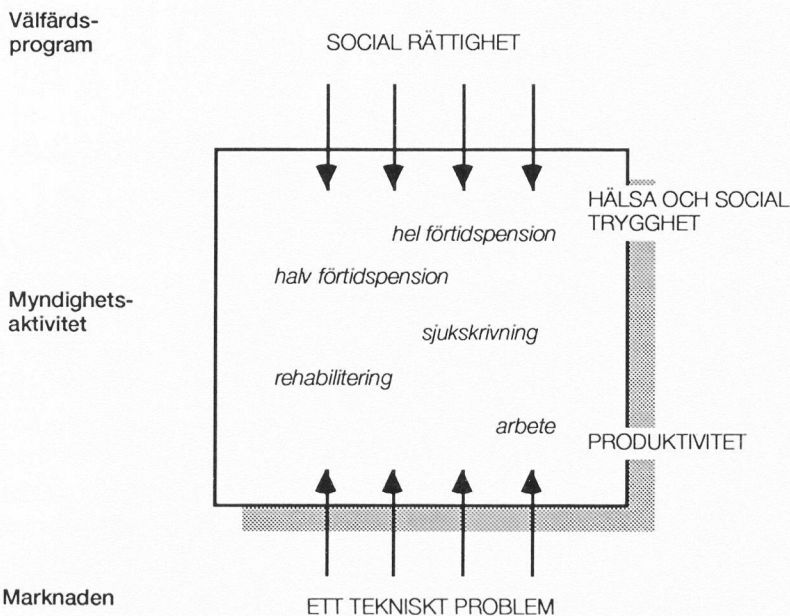 Välfärds-
program
SOCIAL RÄTTIGHET
HÄLSA OCH SOCIAL
TRYGGHET
hel förtidspension
halv förtidspension
Myndighets-
aktivitet
sjukskrivning
rehabilitering
arbete
PRODUKTIVITET
Marknaden
ETT TEKNISKT PROBLEM